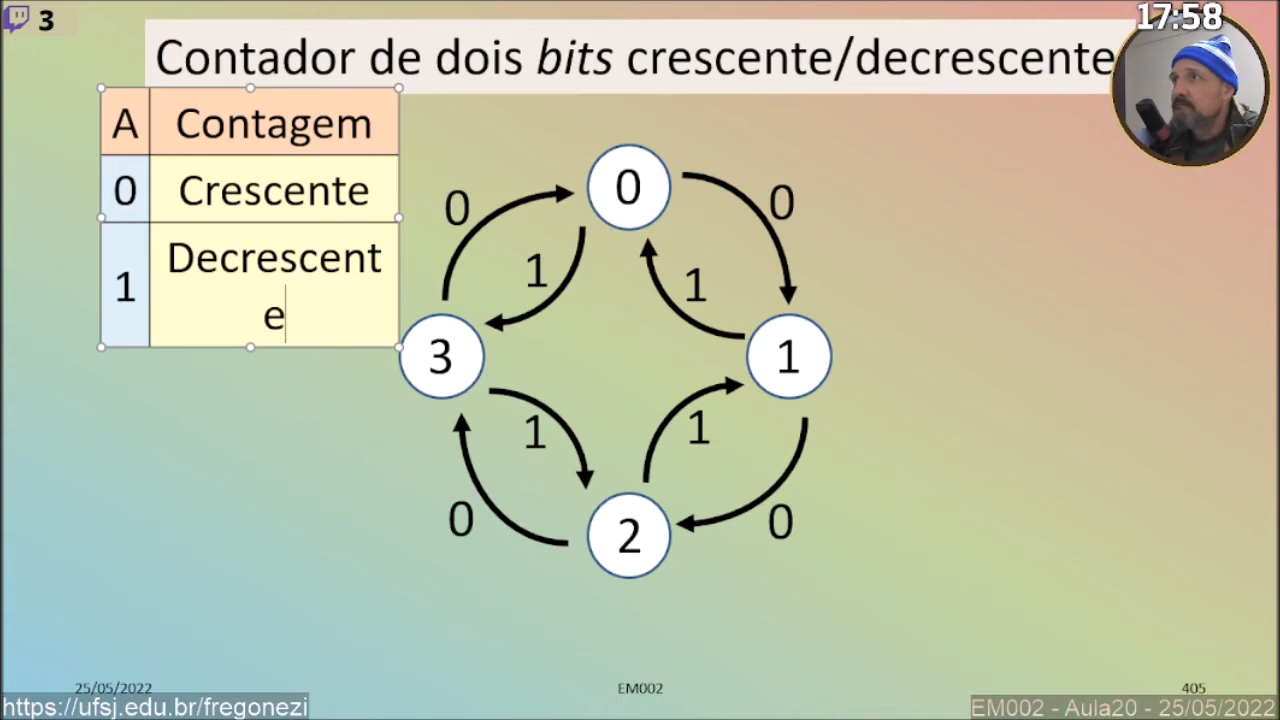 3
17:58
Contador de dois bits crescente/decrescente
A Contagem
0 Crescente
1 Decrescent
e
0
0
0
1
1
3
1
1
1
0
2
0
25/05/2022
EM002
405
https://ufsj.edu.br/fregonezi
EM002 - Aula20 - 25/05/2022